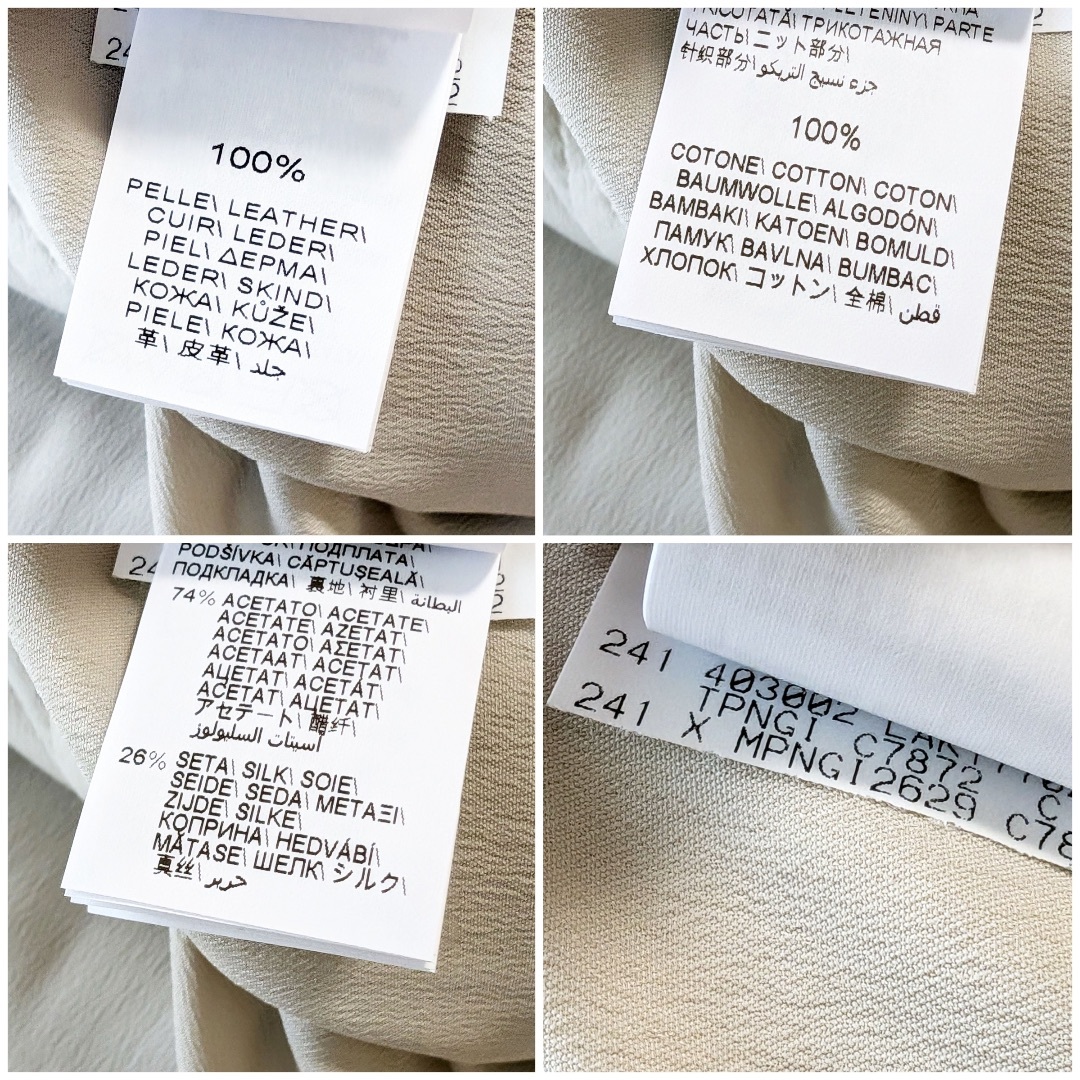 24
100%
PELLE\ LEATHER\
CUIR\ LEDER\
PIEL\ ΔΕΡΜΑ\
LEDER\ SKIND\
КОЖА\ KŮŽE\
PIELE\ КОЖА\
革\ 皮革\ جلد
TRICOTATĂ\ ТРИКОТАЖНАЯ
ЧАСТЬ\ ニット部分\
针织部分\ جزء نسيج التريكو
100%
COTONE\ COTTON\ COTON\
BAUMWOLLE\ ALGODÓN\
BAMBAKI\ KATOEN\ BOMULD\
ПАМУК\ BAVLNA\ BUMBAC\
ХЛОПОК\ コットン\ 全棉\ قطن
24
PODŠÍVKA\ CĂPTUŞEALĂ\
ПОДКЛАДКА\ 裏地\ 衬里\ البطانة
74% ACETATO\ ACETATE\
ACETATE\ AZETAT\
ACETATO\ ΑΣΕΤΑΤ\
ACETAAT\ ACETAT\
АЦЕТАТ\ ACETÁT\
ACETAT\ АЦЕТАТ\
アセテート\ 醋纤\
أسيتات السليولوز
26% SETA\ SILK\ SOIE\
SEIDE\ SEDA\ ΜΕΤΑΞΙ\
ZIJDE\ SILKE\
КОПРИНА\ HEDVÁBÍ\
MĂTASE\ ШЕЛК\ シルク\
真丝\ حرير
241 403002
TPNGI C7872
241 X MPNGI2629 C78